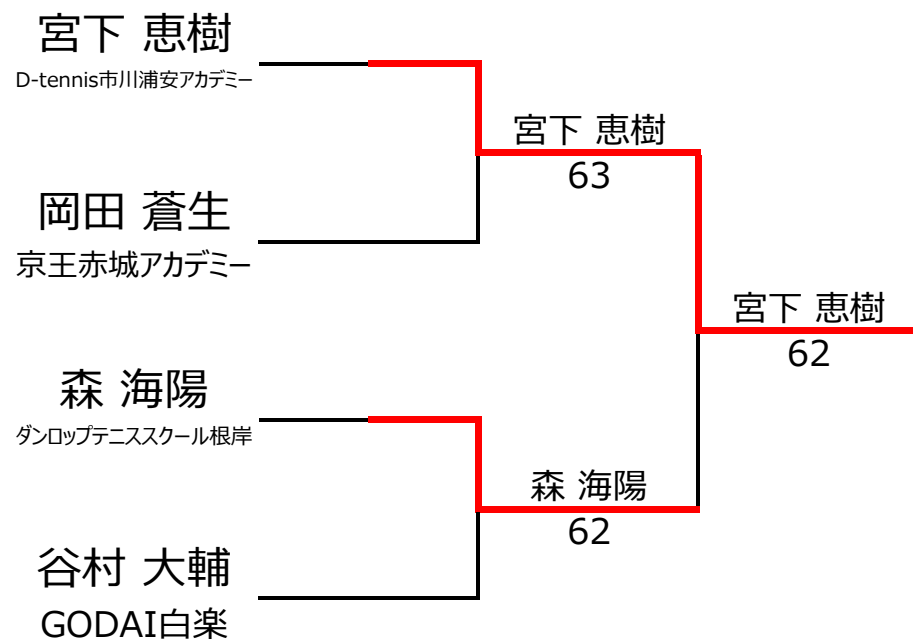 宮下 恵樹
D-tennis市川浦安アカデミー
宮下 恵樹
63
岡田 蒼生
京王赤城アカデミー
宮下 恵樹
62
森 海陽
ダンロップテニススクール根岸
森 海陽
62
谷村 大輔
GODAI白楽